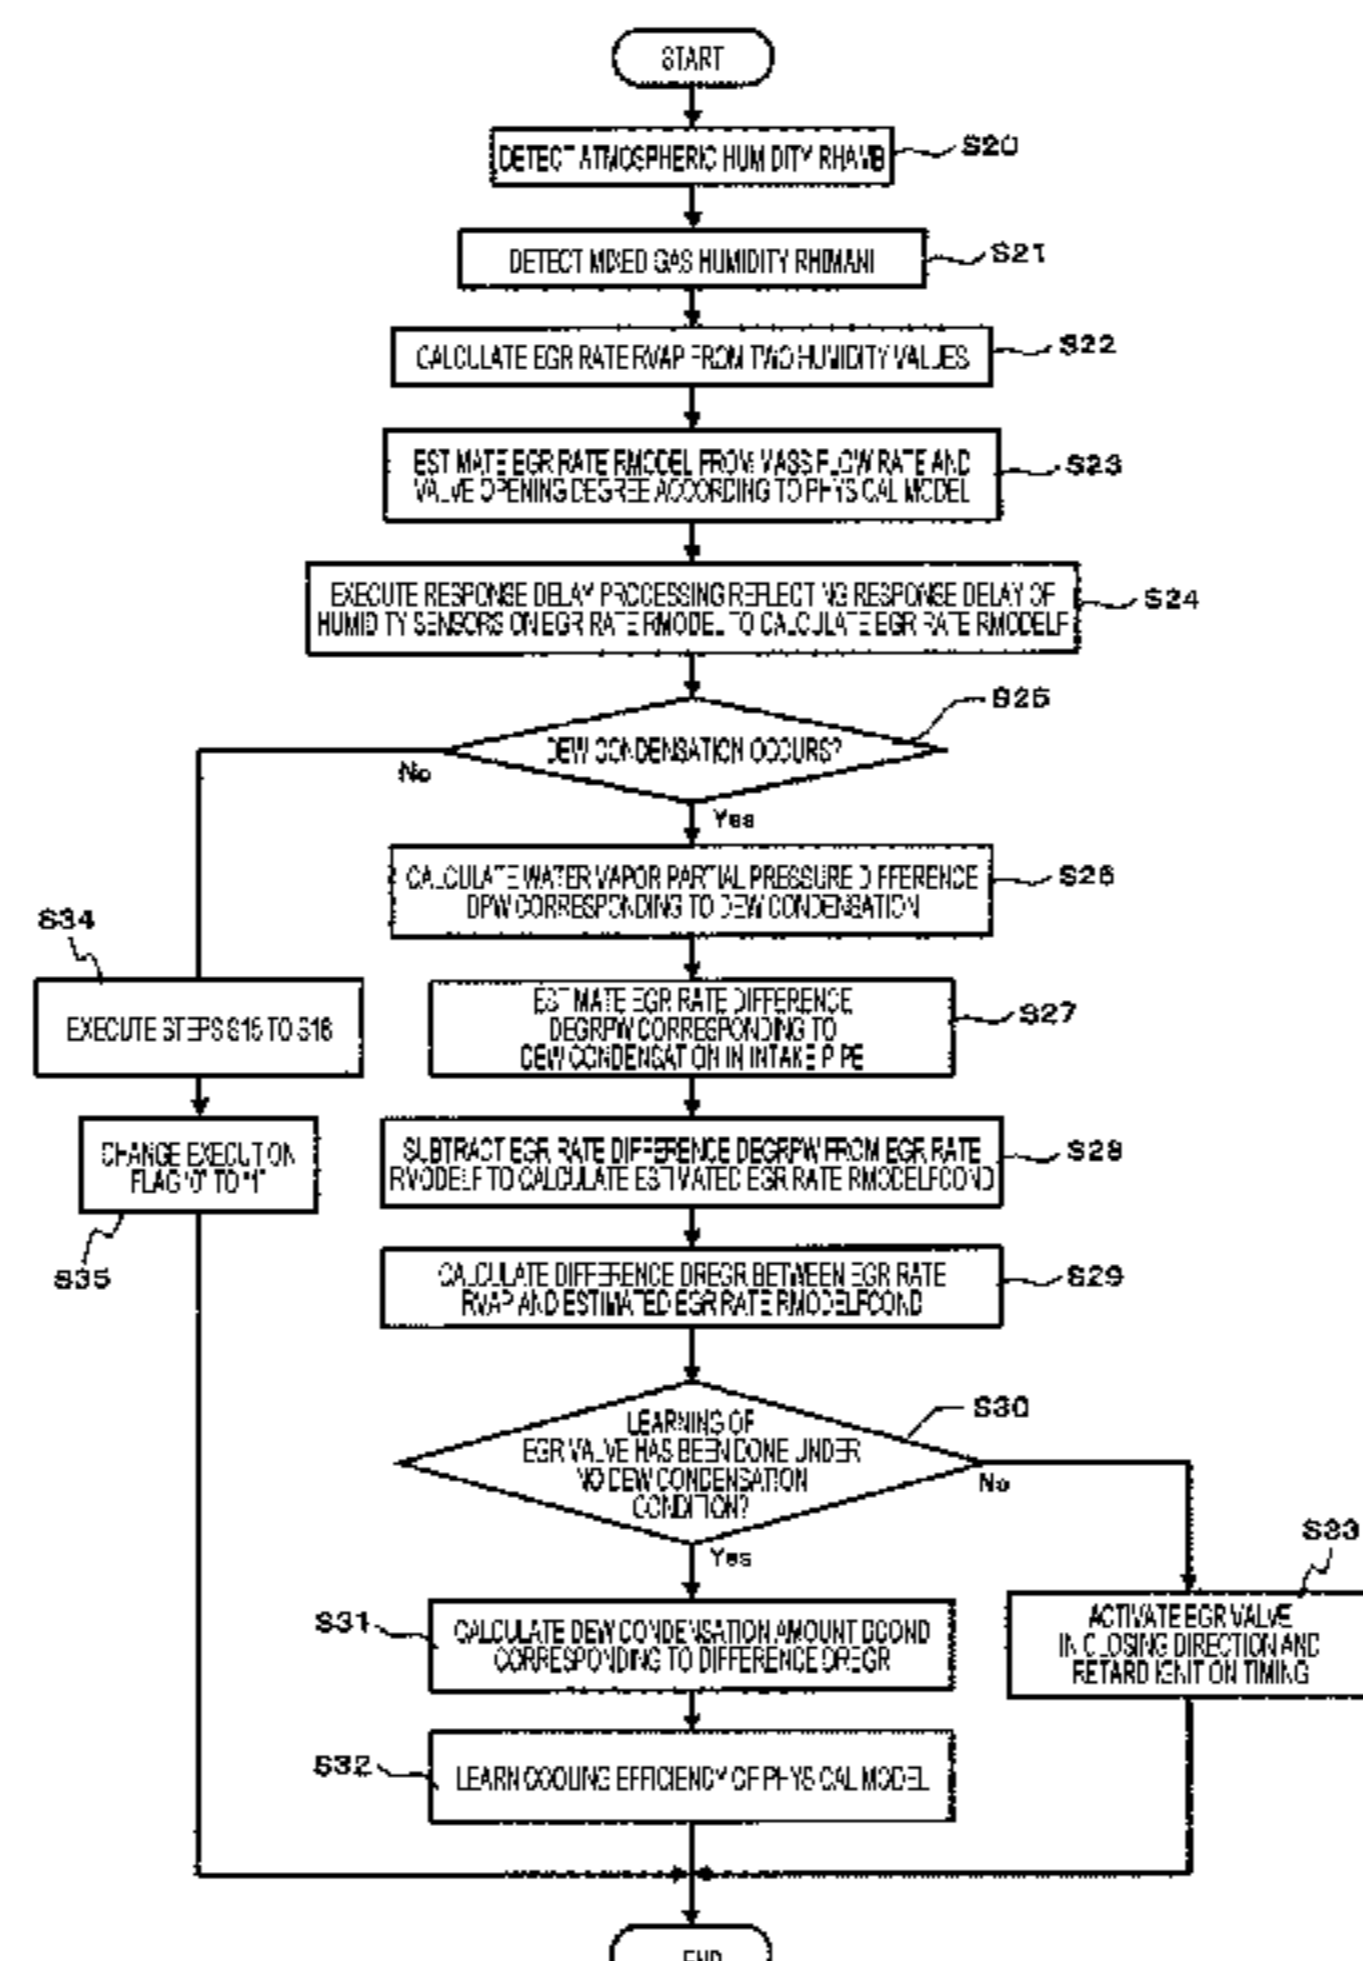 START
DETECT ATMOSPHERIC HUMIDITY RHAMB
S20
DETECT MIXED GAS HUMIDITY RHIMANI
S21
CALCULATE EGR RATE RVAP FROM TWO HUMIDITY VALUES
S22
ESTIMATE EGR RATE RMODEL FROM MASS FLOW RATE AND
VALVE OPENING DEGREE ACCORDING TO PHYSICAL MODEL
S23
EXECUTE RESPONSE DELAY PROCESSING REFLECTING RESPONSE DELAY OF
HUMIDITY SENSORS ON EGR RATE RMODEL TO CALCULATE EGR RATE RMODELF
S24
DEW CONDENSATION OCCURS?
S25
No
Yes
CALCULATE WATER VAPOR PARTIAL PRESSURE DIFFERENCE
DPW CORRESPONDING TO DEW CONDENSATION
S26
S34
EXECUTE STEPS S15 TO S18
ESTIMATE EGR RATE DIFFERENCE
DEGRPW CORRESPONDING TO
DEW CONDENSATION IN INTAKE PIPE
S27
CHANGE EXECUTION
FLAG "0" TO "1"
S35
SUBTRACT EGR RATE DIFFERENCE DEGRPW FROM EGR RATE
RMODELF TO CALCULATE ESTIMATED EGR RATE RMODELFCOND
S28
CALCULATE DIFFERENCE DREGR BETWEEN EGR RATE
RVAP AND ESTIMATED EGR RATE RMODELFCOND
S29
LEARNING OF
EGR VALVE HAS BEEN DONE UNDER
NO DEW CONDENSATION
CONDITION?
S30
No
Yes
S33
ACTIVATE EGR VALVE
IN CLOSING DIRECTION AND
RETARD IGNITION TIMING
S31
CALCULATE DEW CONDENSATION AMOUNT DCOND
CORRESPONDING TO DIFFERENCE DREGR
S32
LEARN COOLING EFFICIENCY OF PHYSICAL MODEL
END